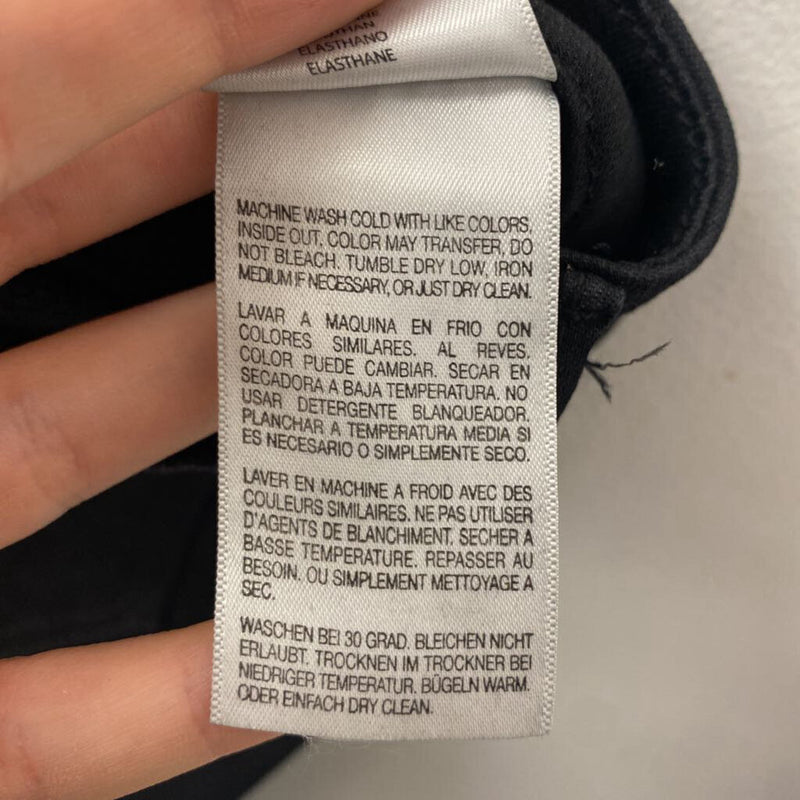 ELASTHANE
ELASTHAN
ELASTHANO
ELASTHANE
MACHINE WASH COLD WITH LIKE COLORS,
INSIDE OUT. COLOR MAY TRANSFER, DO
NOT BLEACH. TUMBLE DRY LOW, IRON
MEDIUM IF NECESSARY, OR JUST DRY CLEAN.
LAVAR A MAQUINA EN FRIO CON
COLORES SIMILARES. AL REVES.
COLOR PUEDE CAMBIAR. SECAR EN
SECADORA A BAJA TEMPERATURA. NO
USAR DETERGENTE BLANQUEADOR.
PLANCHAR A TEMPERATURA MEDIA SI
ES NECESARIO O SIMPLEMENTE SECO.
LAVER EN MACHINE A FROID AVEC DES
COULEURS SIMILAIRES. NE PAS UTILISER
D'AGENTS DE BLANCHIMENT. SECHER A
BASSE TEMPERATURE. REPASSER AU
BESOIN. OU SIMPLEMENT METTOYAGE A
SEC.
WASCHEN BEI 30 GRAD. BLEICHEN NICHT
ERLAUBT. TROCKNEN IM TROCKNER BEI
NIEDRIGER TEMPERATUR. BÜGELN WARM.
ODER EINFACH DRY CLEAN.